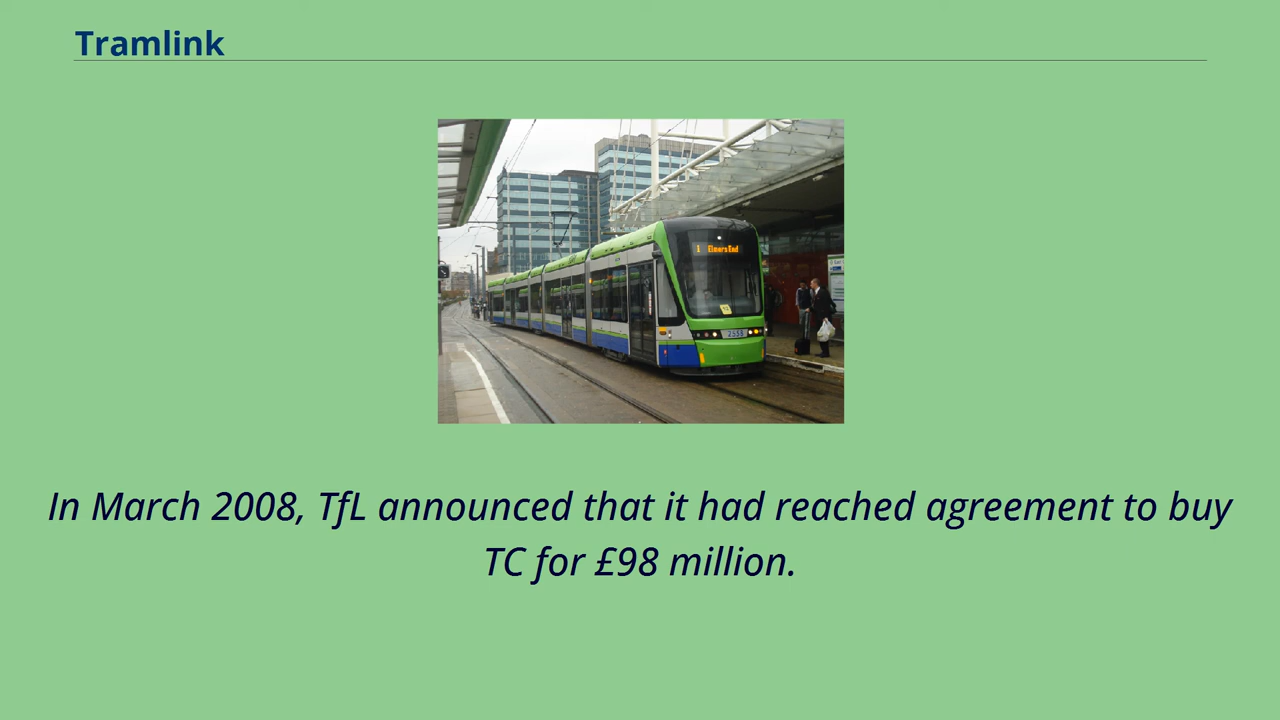 Tramlink
1 Elmers End
2558
In March 2008, TfL announced that it had reached agreement to buy
TC for £98 million.